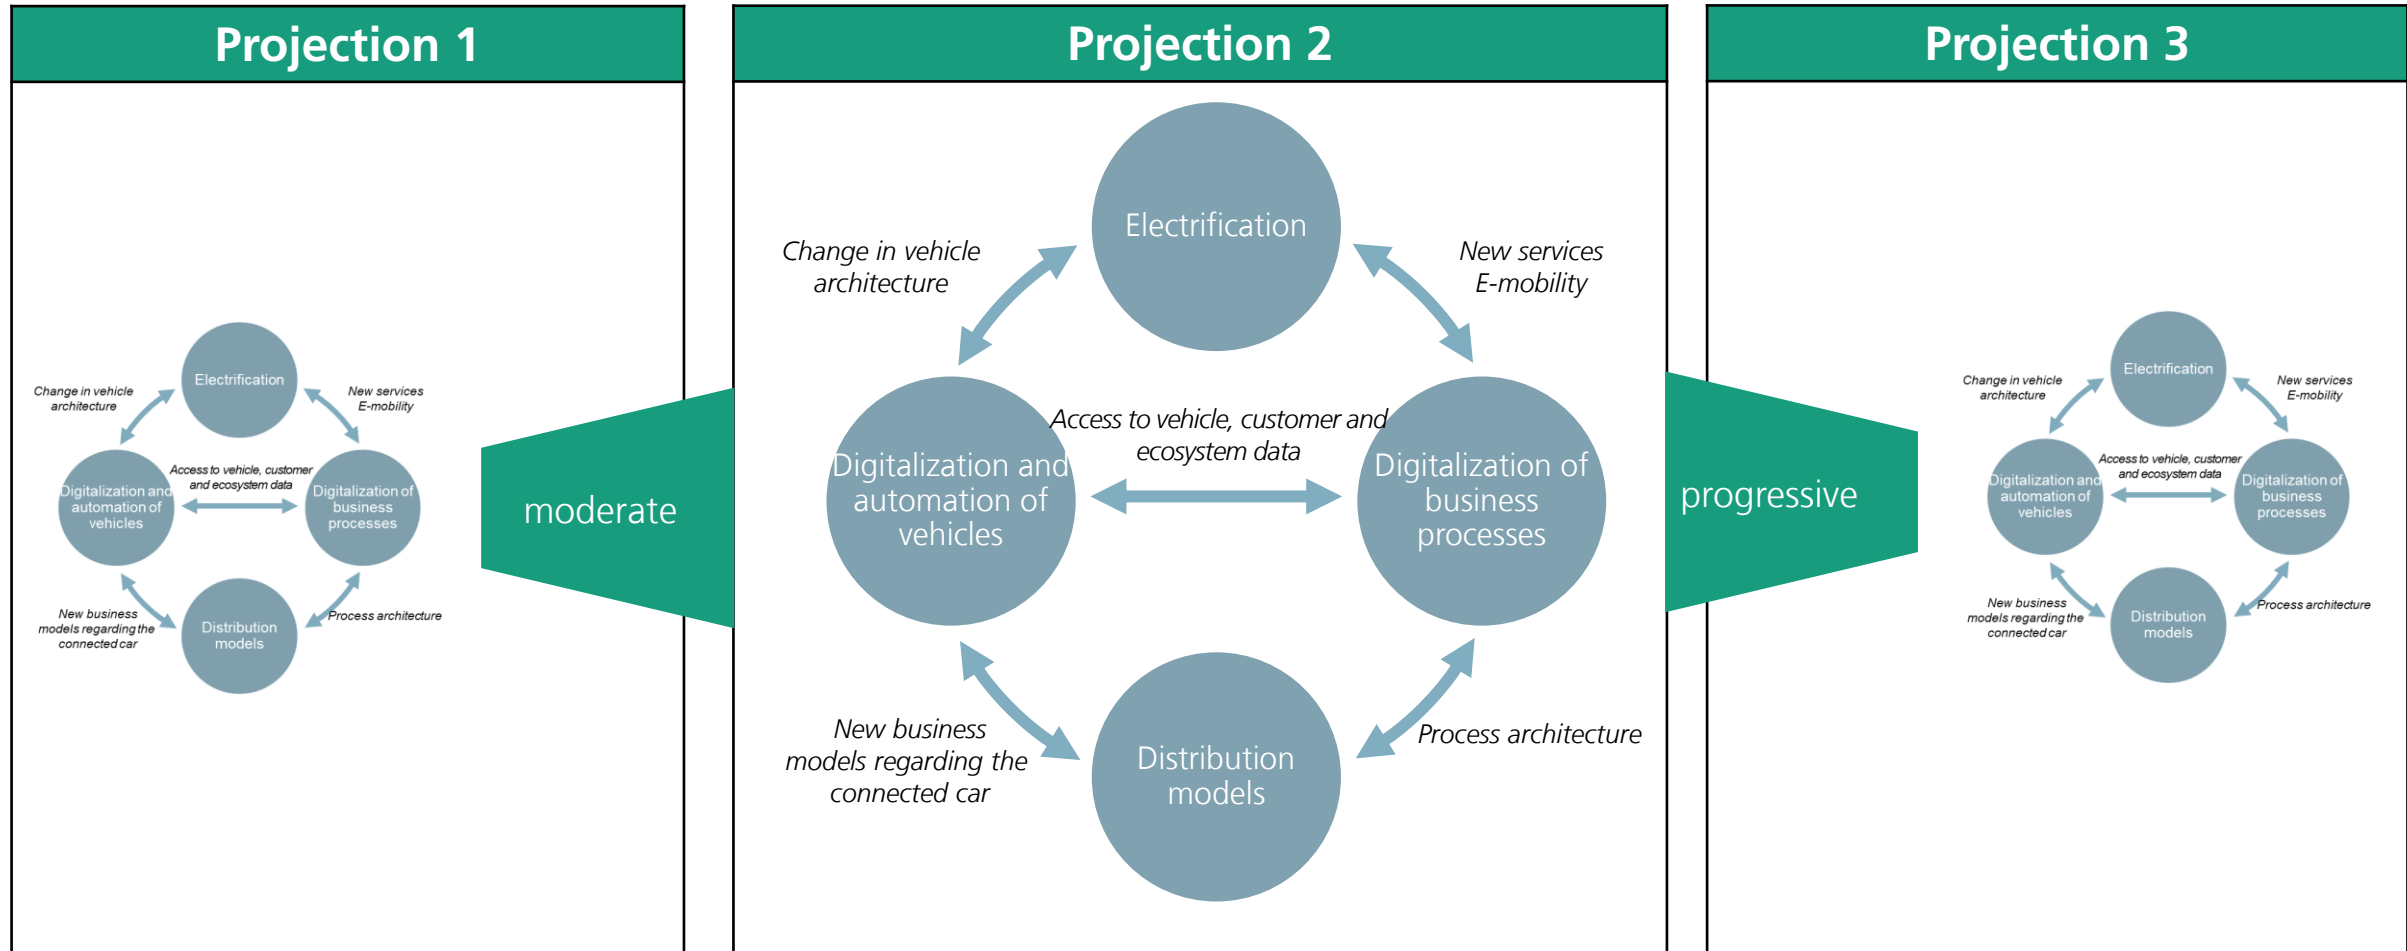 Projection 1
Electrification
Change in vehicle
architecture
New services
E-mobility
Access to vehicle, customer
and ecosystem data
Digitalization and
automation of
vehicles
Digitalization of
business
processes
New business
models regarding the
connected car
Process architecture
Distribution
models
moderate
Projection 2
Electrification
Change in vehicle
architecture
New services
E-mobility
Access to vehicle, customer and
ecosystem data
Digitalization and
automation of
vehicles
Digitalization of
business
processes
New business
models regarding the
connected car
Process architecture
Distribution
models
progressive
Projection 3
Electrification
Change in vehicle
architecture
New services
E-mobility
Access to vehicle, customer
and ecosystem data
Digitalization and
automation of
vehicles
Digitalization of
business
processes
New business
models regarding the
connected car
Process architecture
Distribution
models